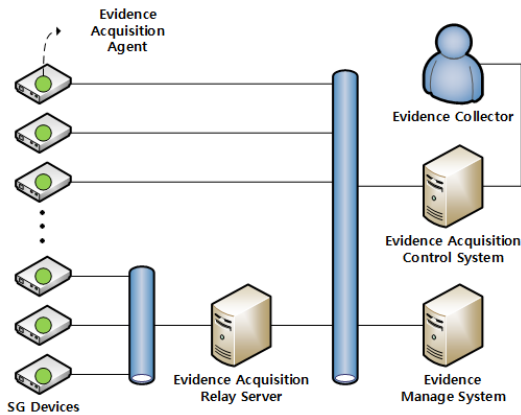 Evidence
Acquisition
Agent
Evidence Collector
Evidence Acquisition
Control System
Evidence Acquisition
Relay Server
Evidence
Manage System
SG Devices